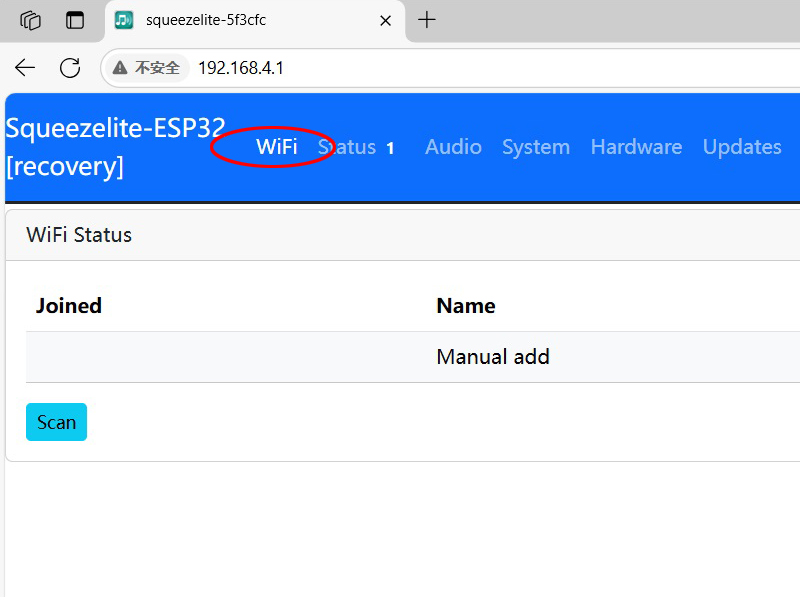 squeezelite-5f3cfc
不安全 192.168.4.1
Squeezelite-ESP32
[recovery]
WiFi Status 1 Audio System Hardware Updates
WiFi Status
Joined Name
Manual add
Scan